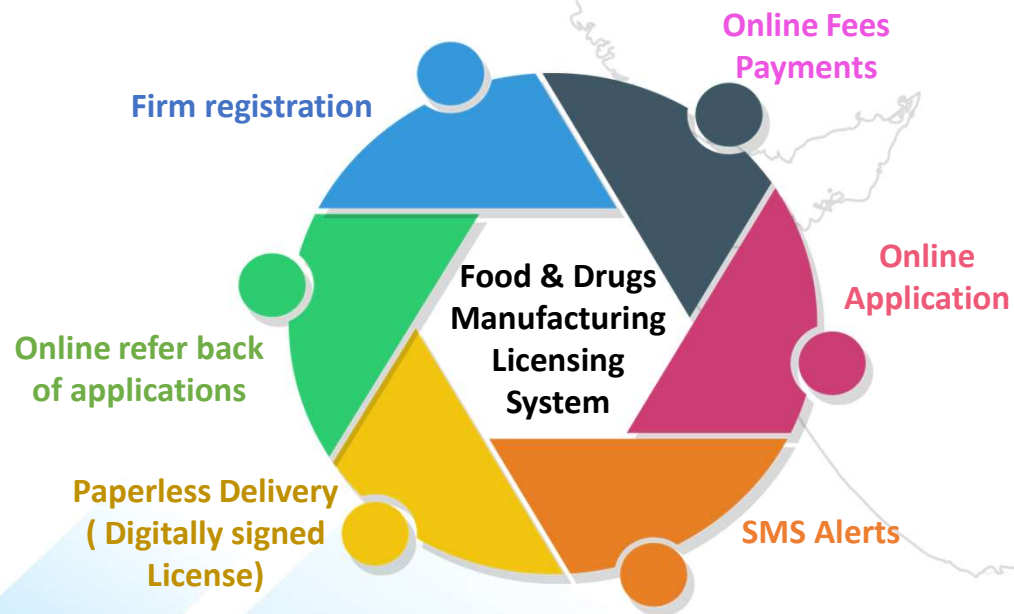 Online Fees
Payments
Firm registration
Online
Application
Food & Drugs
Manufacturing
Licensing
System
Online refer back
of applications
Paperless Delivery
( Digitally signed
License)
SMS Alerts